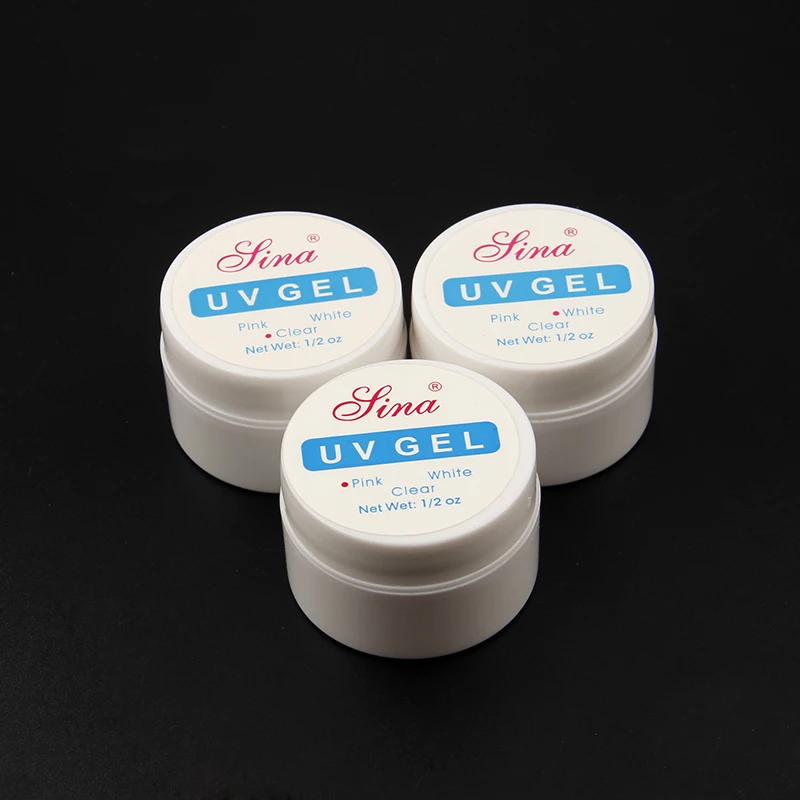 Sina®
UV GEL
Pink White
• Clear
Net Wet: 1/2 oz
Sina®
UV GEL
Pink • White
Clear
Net Wet: 1/2 oz
Sina®
UV GEL
• Pink White
Clear
Net Wet: 1/2 oz